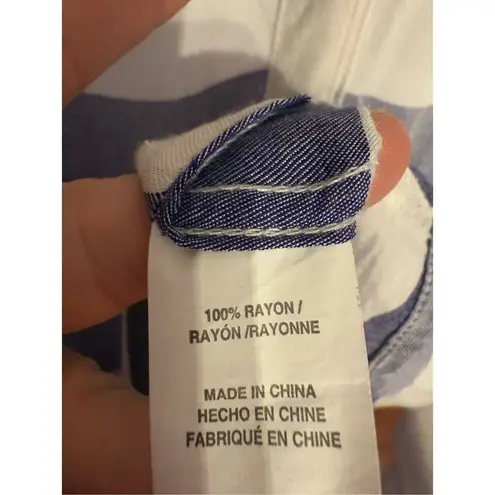 100% RAYON /
RAYÓN /RAYONNE
MADE IN CHINA
HECHO EN CHINE
FABRIQUÉ EN CHINE